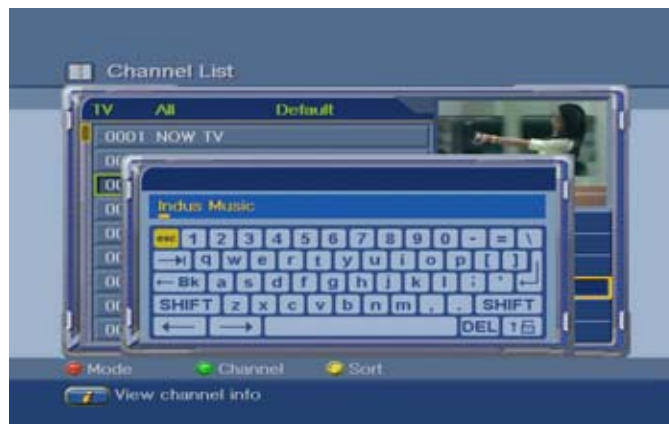 Channel List
TV All Default
0001 NOW TV
Indus Music
esc 1 2 3 4 5 6 7 8 9 0 - = \
q w e r t y u i o p [ ]
Bk a s d f g h j k l ; '
SHIFT z x c v b n m , . SHIFT
DEL
Mode Channel Sort
i View channel info